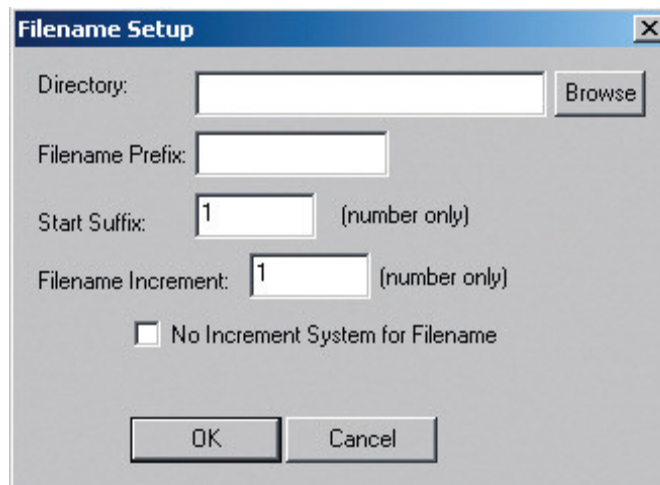 Filename Setup
Directory:
Browse
Filename Prefix:
Start Suffix: 1 (number only)
Filename Increment: 1 (number only)
No Increment System for Filename
OK Cancel